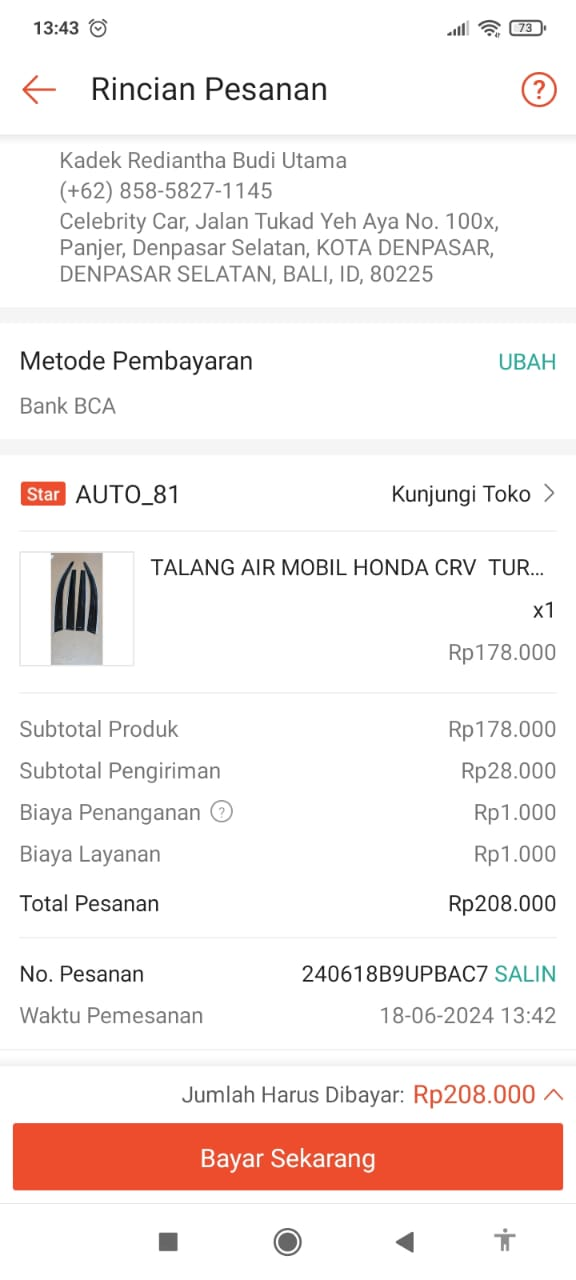 13:43
73
Rincian Pesanan
?
Kadek Rediantha Budi Utama
(+62) 858-5827-1145
Celebrity Car, Jalan Tukad Yeh Aya No. 100x,
Panjer, Denpasar Selatan, KOTA DENPASAR,
DENPASAR SELATAN, BALI, ID, 80225
Metode Pembayaran UBAH
Bank BCA
Star AUTO_81 Kunjungi Toko
TALANG AIR MOBIL HONDA CRV TUR...
x1
Rp178.000
Subtotal Produk Rp178.000
Subtotal Pengiriman Rp28.000
Biaya Penanganan ? Rp1.000
Biaya Layanan Rp1.000
Total Pesanan Rp208.000
No. Pesanan 240618B9UPBAC7 SALIN
Waktu Pemesanan 18-06-2024 13:42
Jumlah Harus Dibayar: Rp208.000
Bayar Sekarang